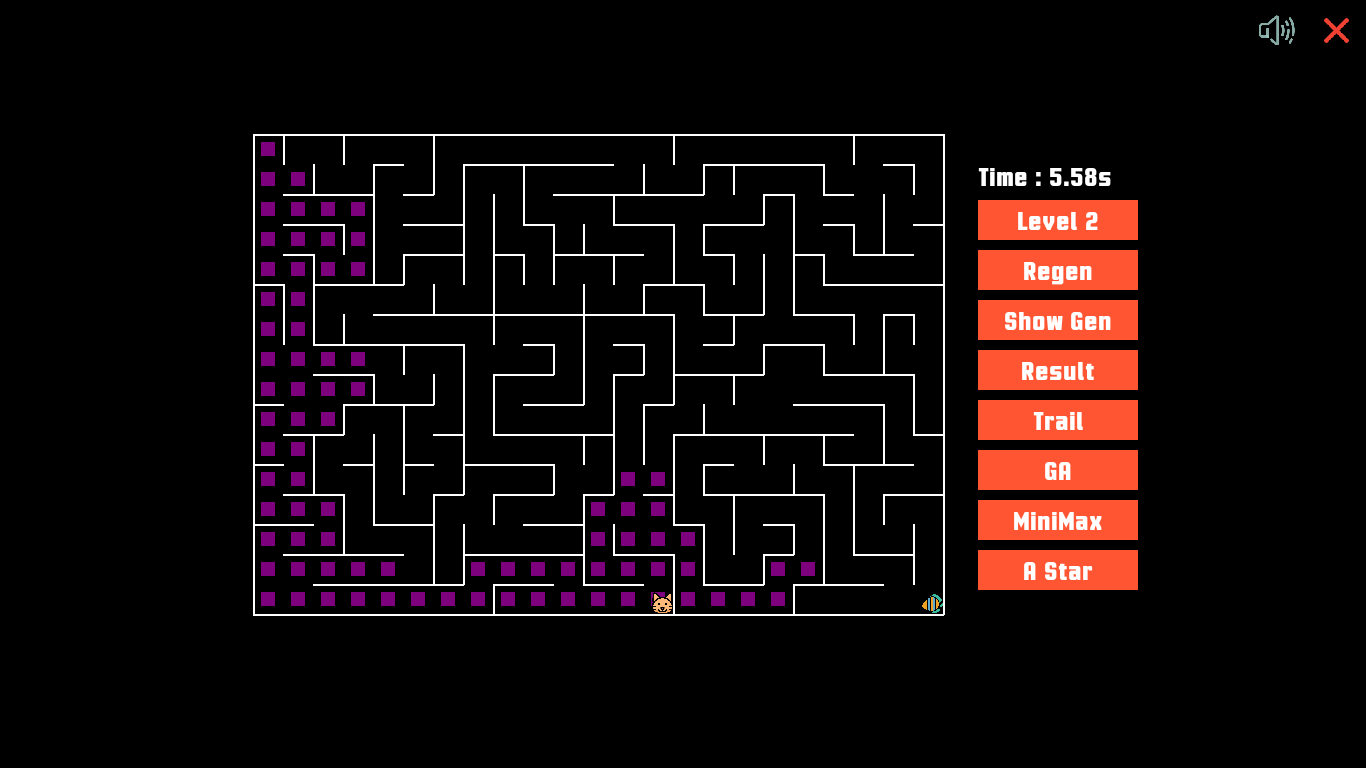 Time : 5.58s
Level 2
Regen
Show Gen
Result
Trail
GA
MiniMax
A Star